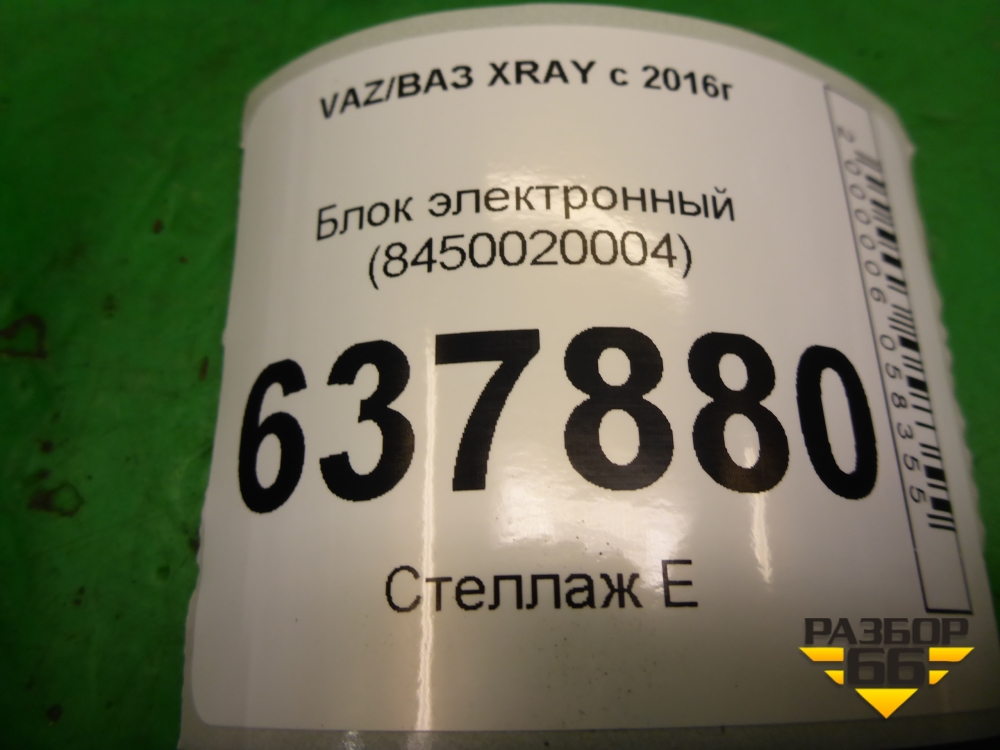 VAZ/ВАЗ XRAY с 2016г
Блок электронный
(8450020004)
637880
Стеллаж Е
2000006058355
РАЗБОР
66